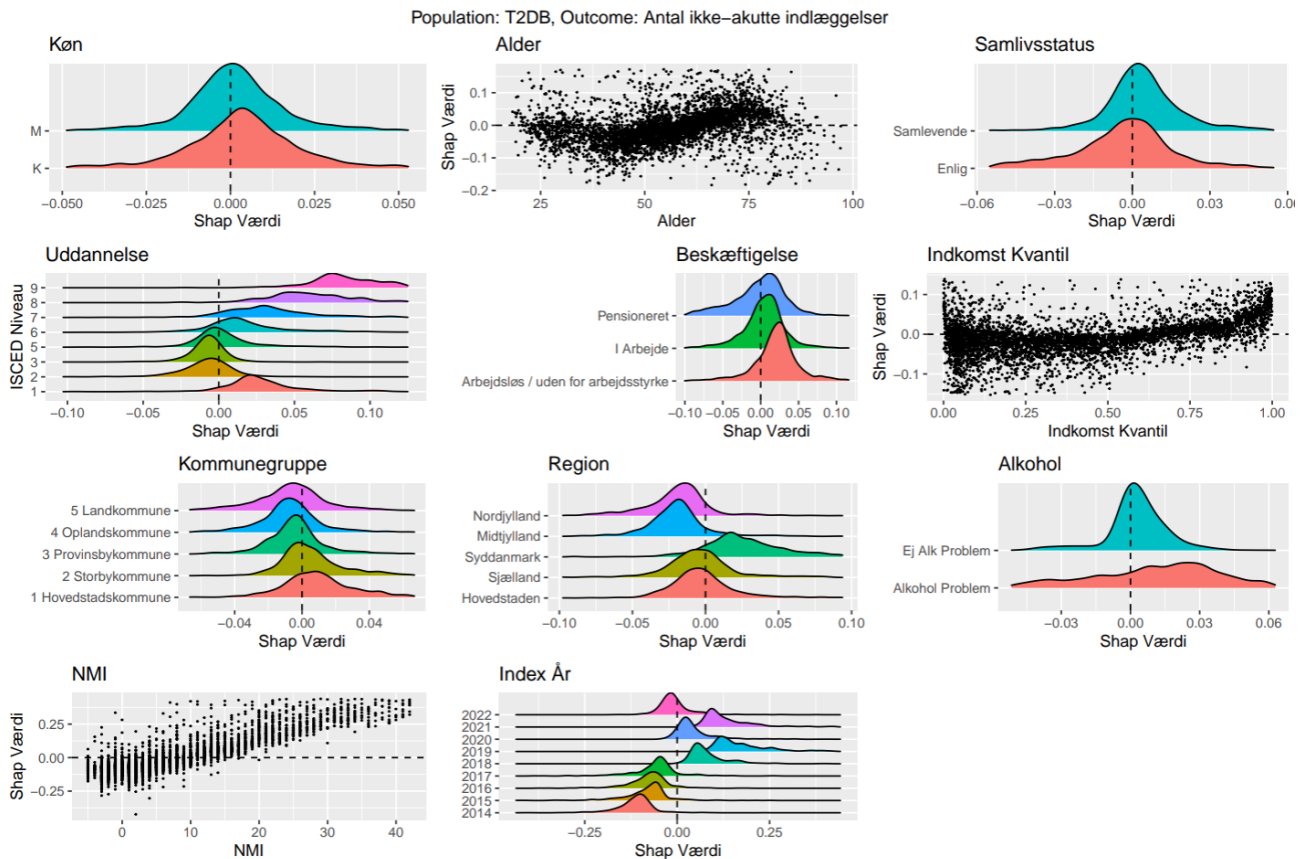 Population: T2DB, Outcome: Antal ikke−akutte indlæggelser
Køn
M
K
−0.050
−0.025
0.000
0.025
0.050
Shap Værdi
Alder
Shap Værdi
0.1
0.0
−0.1
−0.2
25
50
75
100
Alder
Samlivsstatus
Samlevende
Enlig
−0.06
−0.03
0.00
0.03
0.06
Shap Værdi
Uddannelse
ISCED Niveau
9
8
7
6
5
3
2
1
−0.10
−0.05
0.00
0.05
0.10
Shap Værdi
Beskæftigelse
Pensioneret
I Arbejde
Arbejdsløs / uden for arbejdsstyrke
−0.10
−0.05
0.00
0.05
0.10
Shap Værdi
Indkomst Kvantil
Shap Værdi
0.1
0.0
−0.1
0.00
0.25
0.50
0.75
1.00
Indkomst Kvantil
Kommunegruppe
5 Landkommune
4 Oplandskommune
3 Provinsbykommune
2 Storbykommune
1 Hovedstadskommune
−0.04
0.00
0.04
Shap Værdi
Region
Nordjylland
Midtjylland
Syddanmark
Sjælland
Hovedstaden
−0.10
−0.05
0.00
0.05
0.10
Shap Værdi
Alkohol
Ej Alk Problem
Alkohol Problem
−0.03
0.00
0.03
0.06
Shap Værdi
NMI
Shap Værdi
0.25
0.00
−0.25
0
10
20
30
40
NMI
Index År
2022
2021
2020
2019
2018
2017
2016
2015
2014
−0.25
0.00
0.25
Shap Værdi